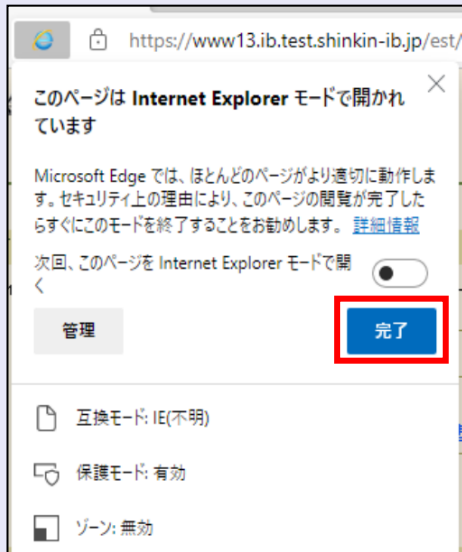 https://www13.ib.test.shinkin-ib.jp/est/
このページは Internet Explorer モードで開かれ
ています
Microsoft Edge では、ほとんどのページがより適切に動作しま
す。セキュリティ上の理由により、このページの閲覧が完了した
らすぐにこのモードを終了することをお勧めします。 詳細情報
次回、このページを Internet Explorer モードで開
く
管理
完了
互換モード: IE(不明)
保護モード: 有効
ゾーン: 無効